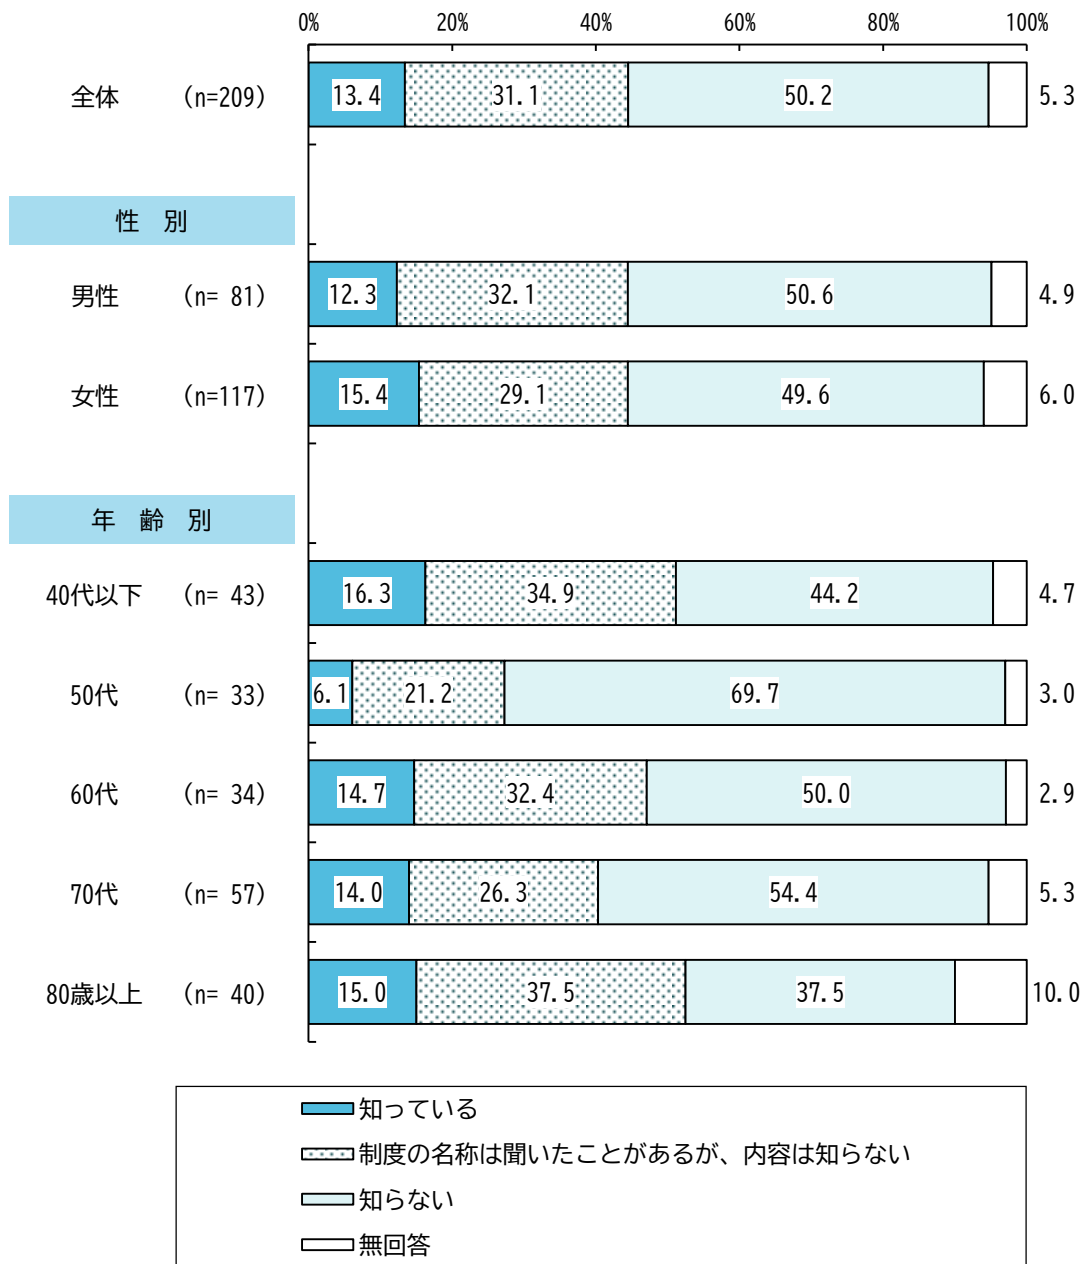 0% 20% 40% 60% 80% 100%
全体 (n=209) 13.4 31.1 50.2 5.3
性 別
男性 (n= 81) 12.3 32.1 50.6 4.9
女性 (n=117) 15.4 29.1 49.6 6.0
年 齢 別
40代以下 (n= 43) 16.3 34.9 44.2 4.7
50代 (n= 33) 6.1 21.2 69.7 3.0
60代 (n= 34) 14.7 32.4 50.0 2.9
70代 (n= 57) 14.0 26.3 54.4 5.3
80歳以上 (n= 40) 15.0 37.5 37.5 10.0
知っている
制度の名称は聞いたことがあるが、内容は知らない
知らない
無回答